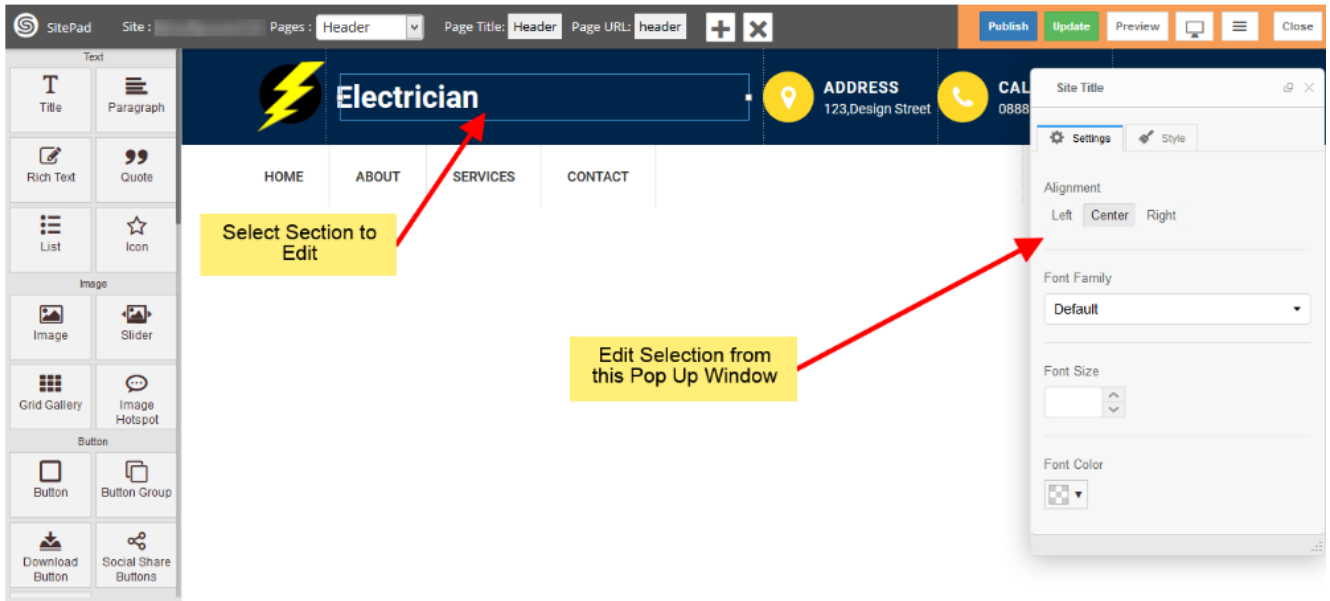 SitePad Site : Pages : Header Page Title: Header Page URL: header Publish Update Preview Close
Text
Title Paragraph
Rich Text Quote
List Icon
Image
Image Slider
Grid Gallery Image
Hotspot
Button
Button Button Group
Download Social Share
Button Buttons
Electrician
ADDRESS
123,Design Street
CAL
0888
HOME ABOUT SERVICES CONTACT
Select Section to
Edit
Edit Selection from
this Pop Up Window
Site Title
Settings Style
Alignment
Left Center Right
Font Family
Default
Font Size
Font Color